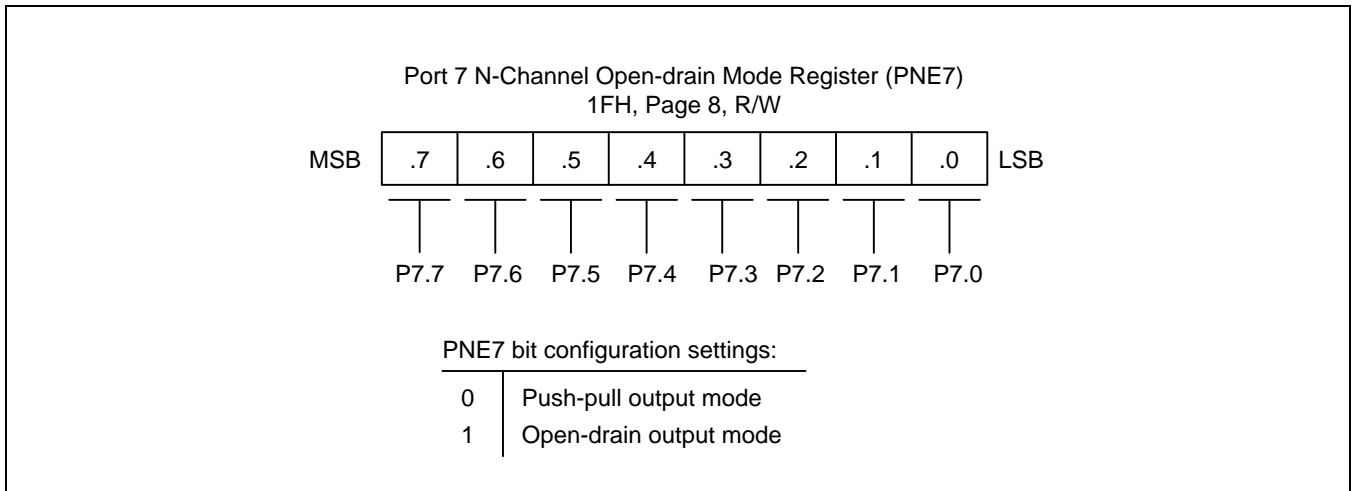 Port 7 N-Channel Open-drain Mode Register (PNE7)
1FH, Page 8, R/W
MSB .7 .6 .5 .4 .3 .2 .1 .0 LSB
P7.7 P7.6 P7.5 P7.4 P7.3 P7.2 P7.1 P7.0
PNE7 bit configuration settings:
0 Push-pull output mode
1 Open-drain output mode